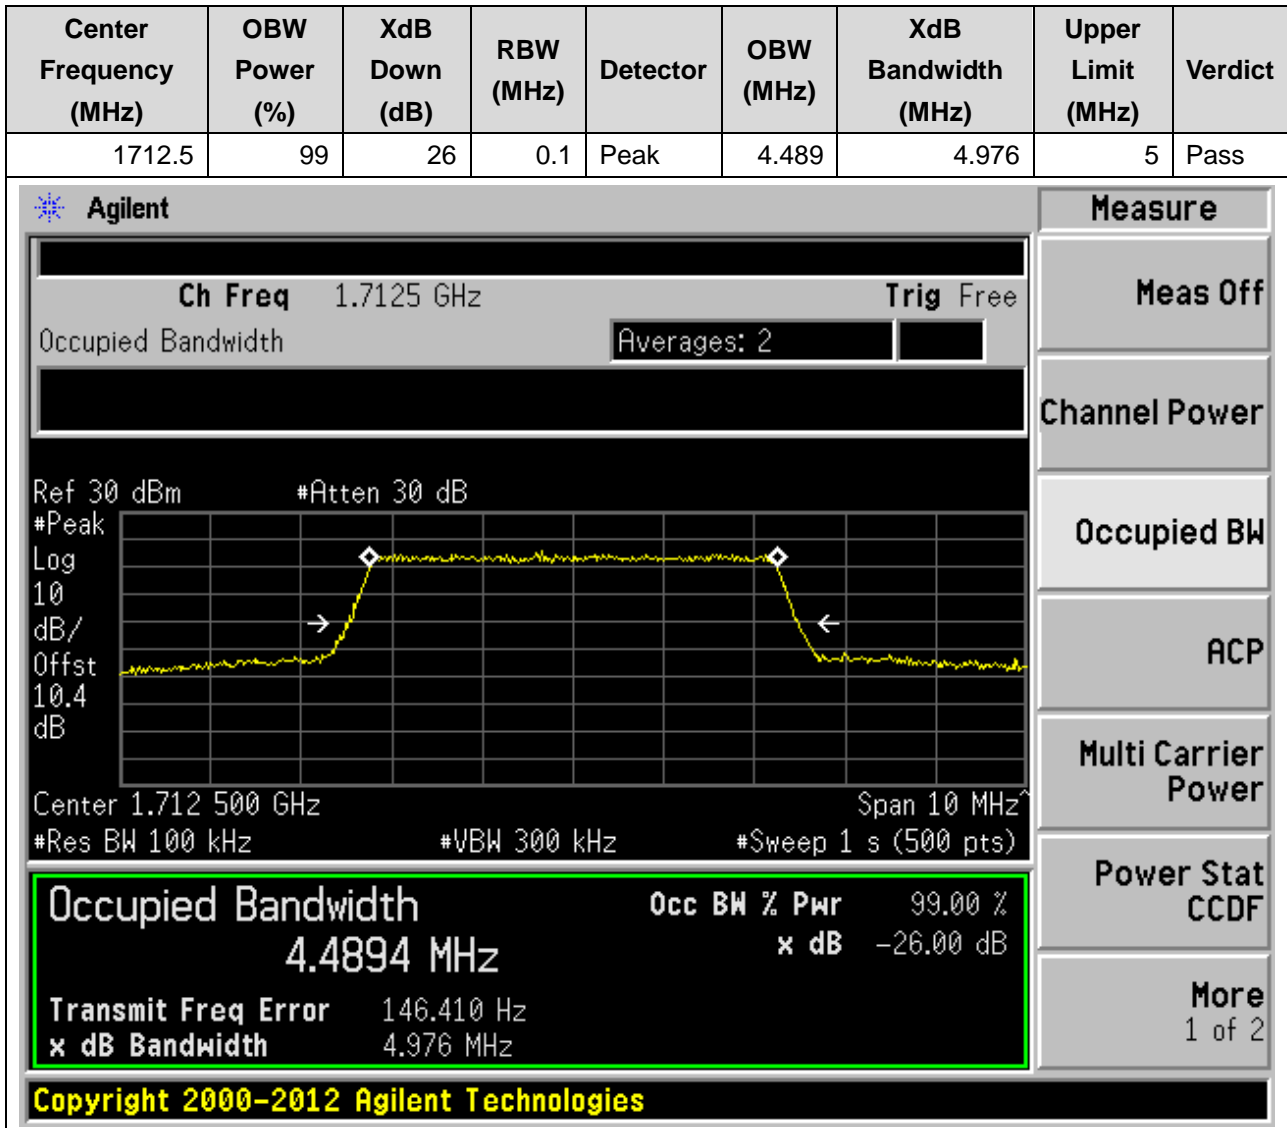 Center Frequency (MHz) OBW Power (%) XdB Down (dB) RBW (MHz) Detector OBW (MHz) XdB Bandwidth (MHz) Upper Limit (MHz) Verdict
1712.5 99 26 0.1 Peak 4.489 4.976 5 Pass
Agilent
Measure
Ch Freq 1.7125 GHz Trig Free
Meas Off
Occupied Bandwidth Averages: 2
Channel Power
Ref 30 dBm #Atten 30 dB
#Peak
Log
10
dB/
Offst
10.4
dB
Occupied BW
ACP
Multi Carrier
Power
Center 1.712 500 GHz Span 10 MHz^
#Res BW 100 kHz #VBW 300 kHz #Sweep 1 s (500 pts)
Power Stat
CCDF
Occupied Bandwidth Occ BW % Pwr 99.00 %
4.4894 MHz x dB -26.00 dB
Transmit Freq Error 146.410 Hz
x dB Bandwidth 4.976 MHz
More
1 of 2
Copyright 2000-2012 Agilent Technologies